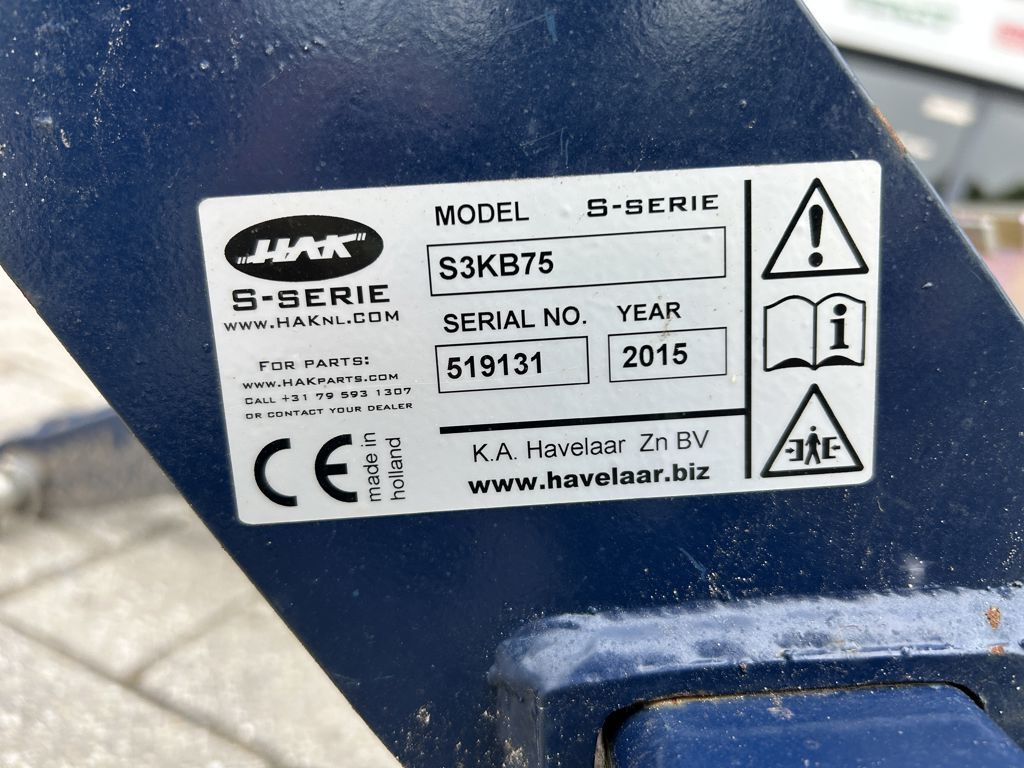 HAK
S-SERIE
WWW.HAKNL.COM
FOR PARTS:
WWW.HAKPARTS.COM
CALL +31 79 593 1307
OR CONTACT YOUR DEALER
CE
made in
holland
MODEL S-SERIE
S3KB75
SERIAL NO. YEAR
519131 2015
K.A. Havelaar Zn BV
www.havelaar.biz